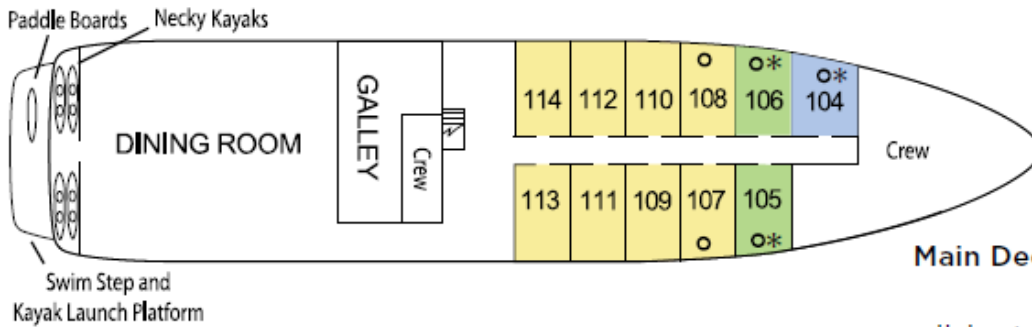 Paddle Boards
Necky Kayaks
DINING ROOM
GALLEY
Crew
114 112 110 108 106 104
o o* o*
Crew
113 111 109 107 105
o o*
Swim Step and
Kayak Launch Platform
Main